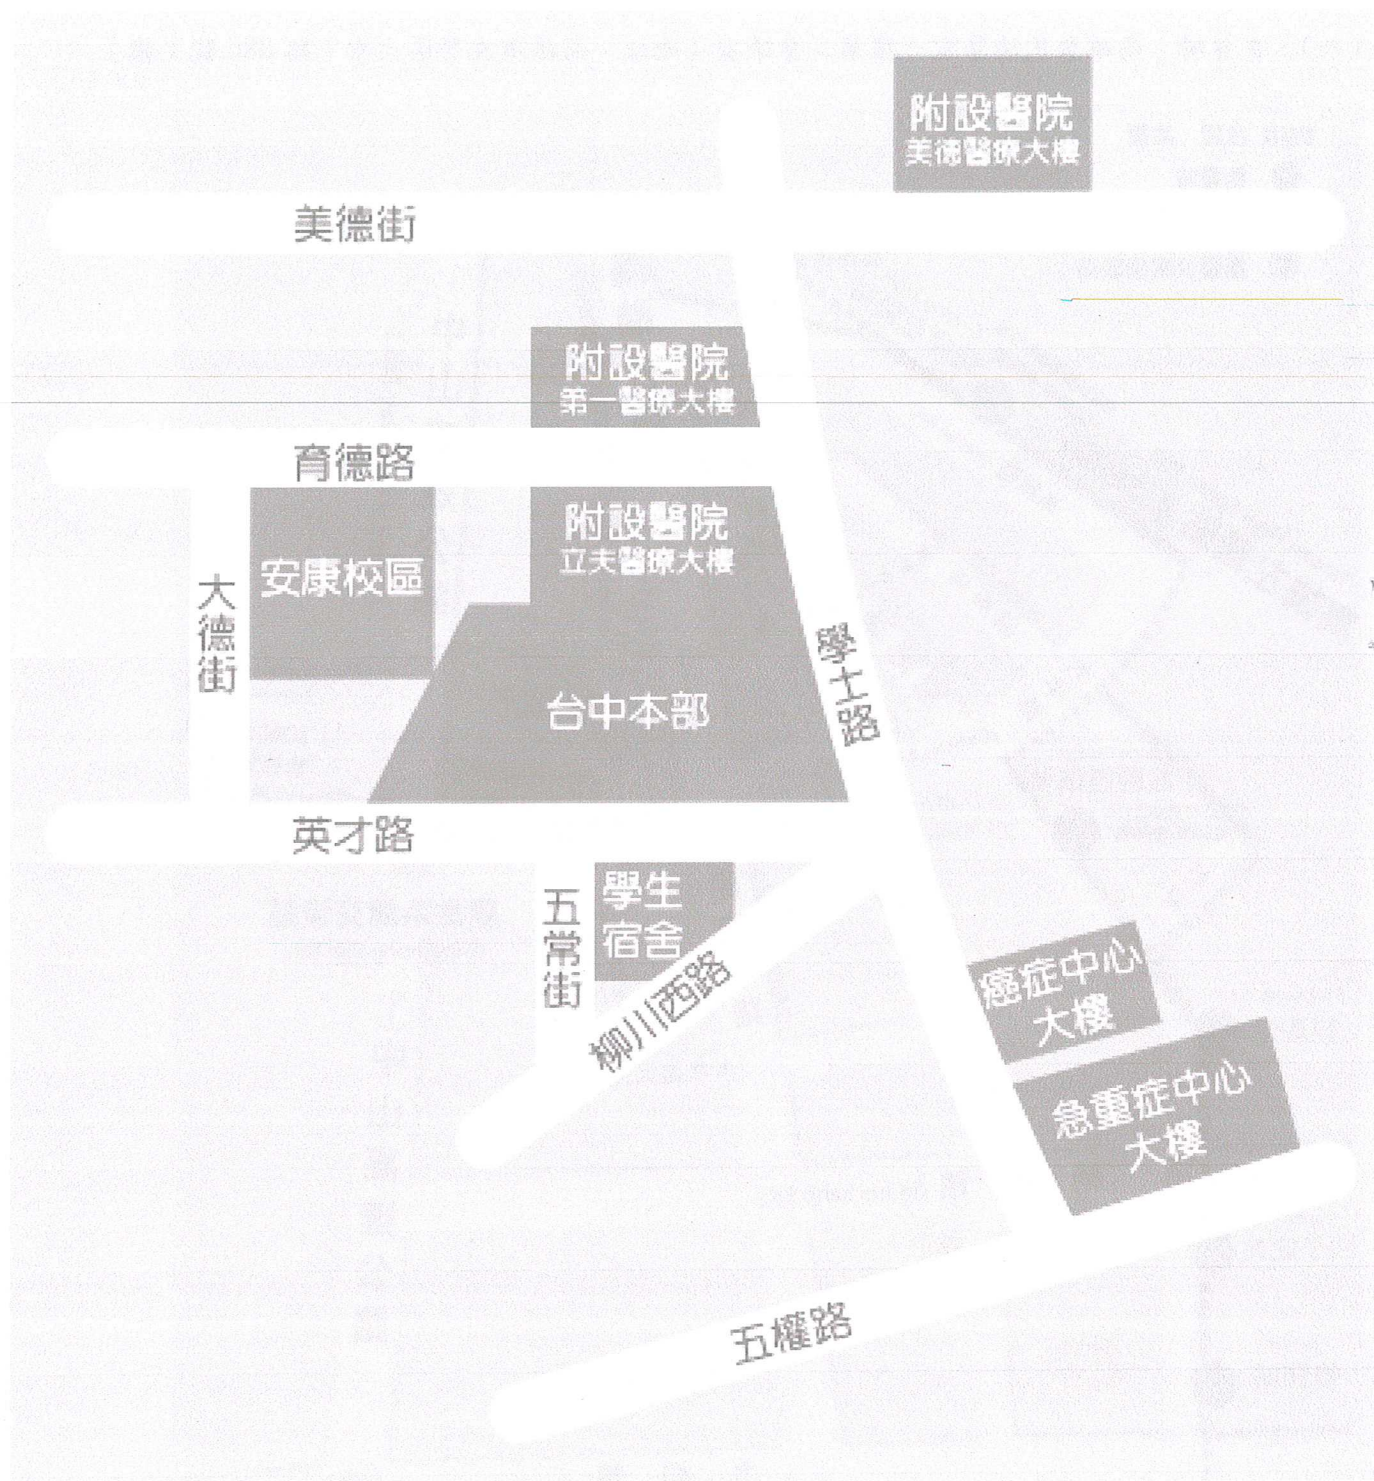 附設醫院
美德醫療大樓
美德街
附設醫院
第一醫療大樓
育德路
附設醫院
立夫醫療大樓
安康校區
大德街
學士路
台中本部
英才路
學生
宿舍
五常街
柳川西路
癌症中心
大樓
急重症中心
大樓
五權路